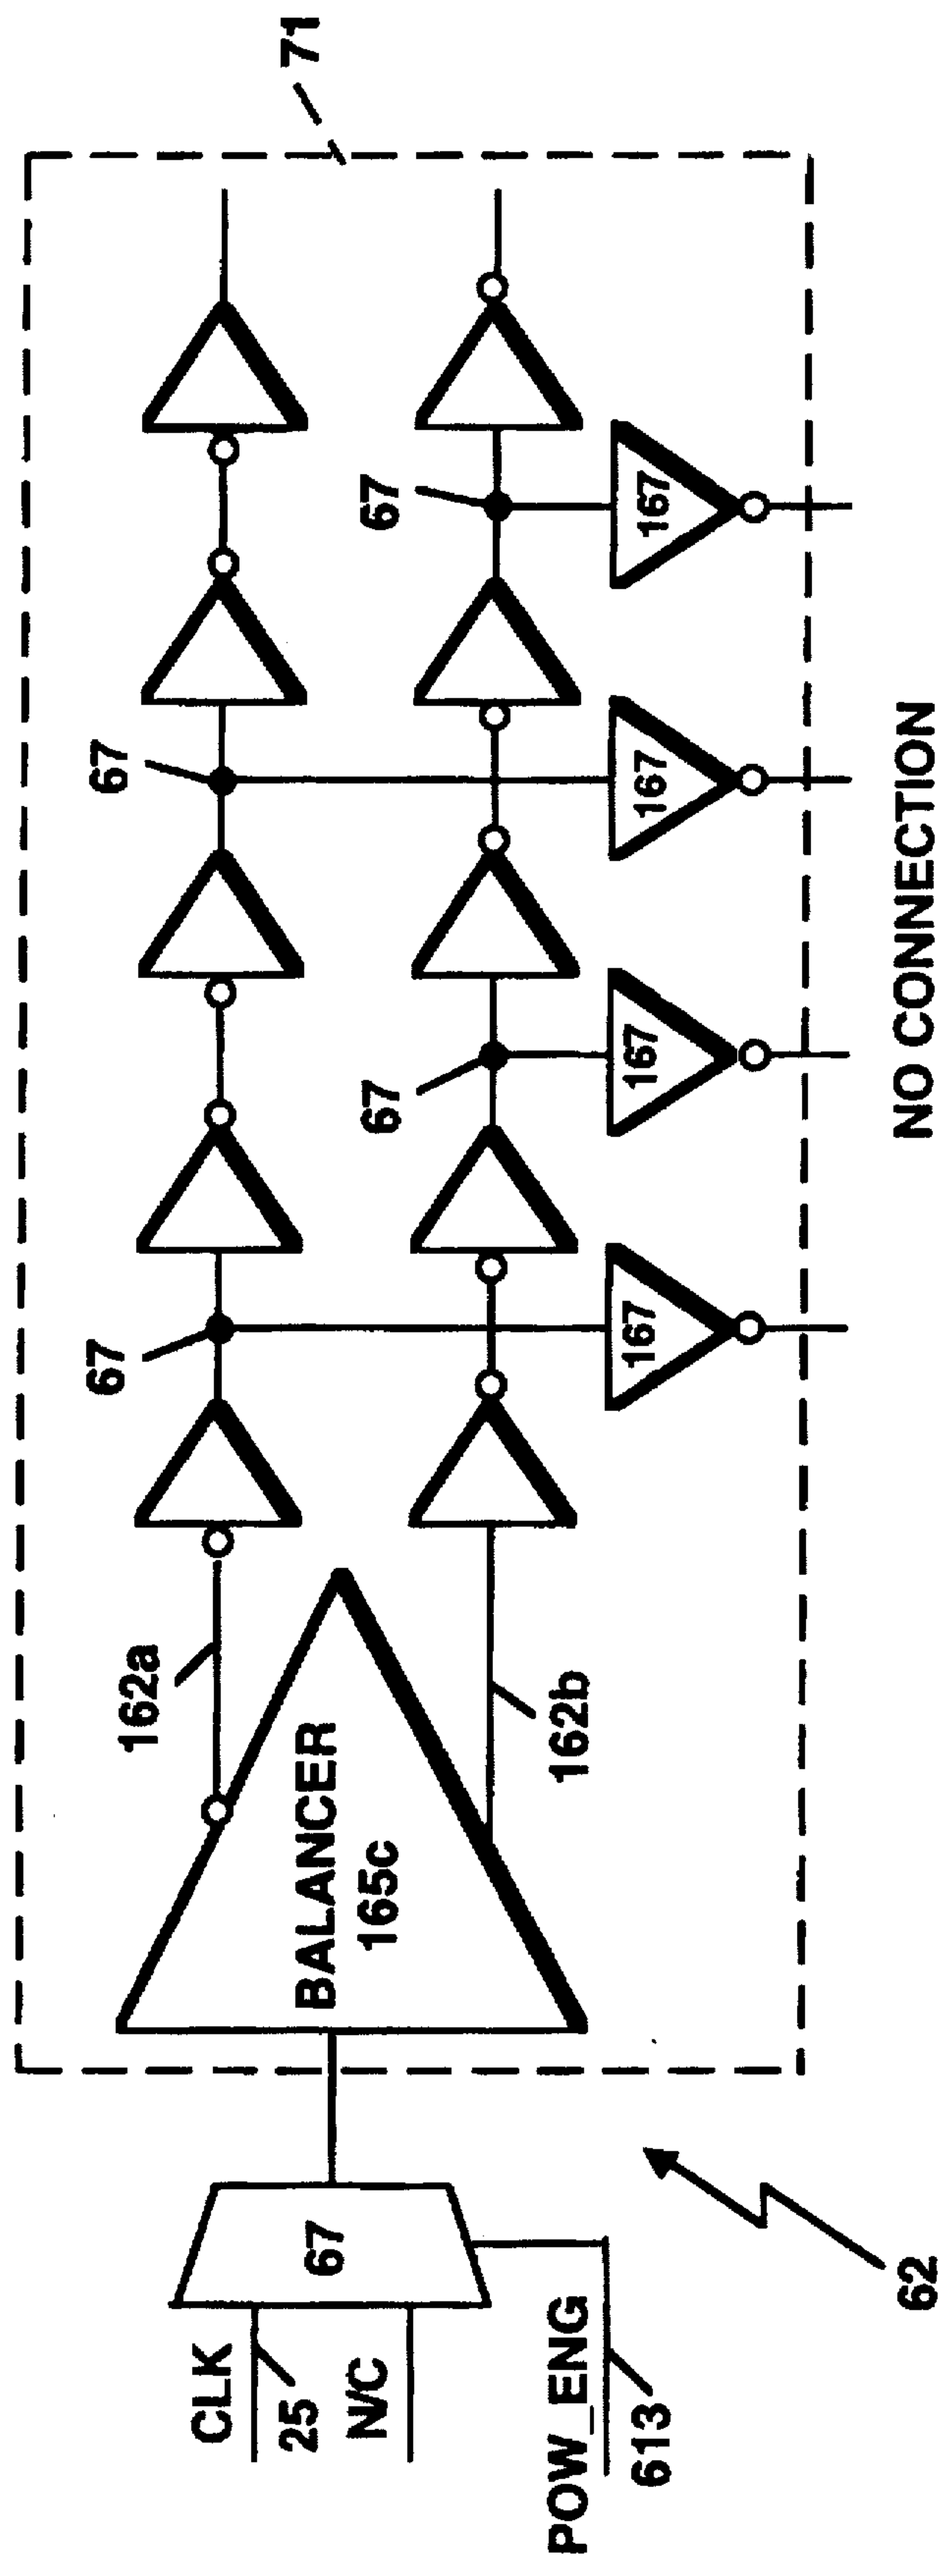 71
67
67
67
67
167
167
167
167
162a
162b
BALANCER
165c
67
CLK
25
N/C
POW_ENG
613
62
NO CONNECTION